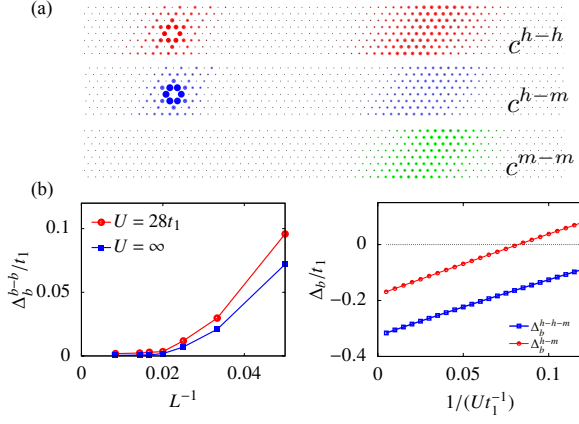 (a)
c^{h−h}
c^{h−m}
c^{m−m}
(b)
Δ_b^{b−b}/t_1
0.1
0.05
0
U = 28t_1
U = ∞
0 0.02 0.04
L^{−1}
Δ_b/t_1
0
−0.2
−0.4
Δ_b^{h−h−m}
Δ_b^{h−m}
0 0.05 0.1
1/(Ut_1^{−1})